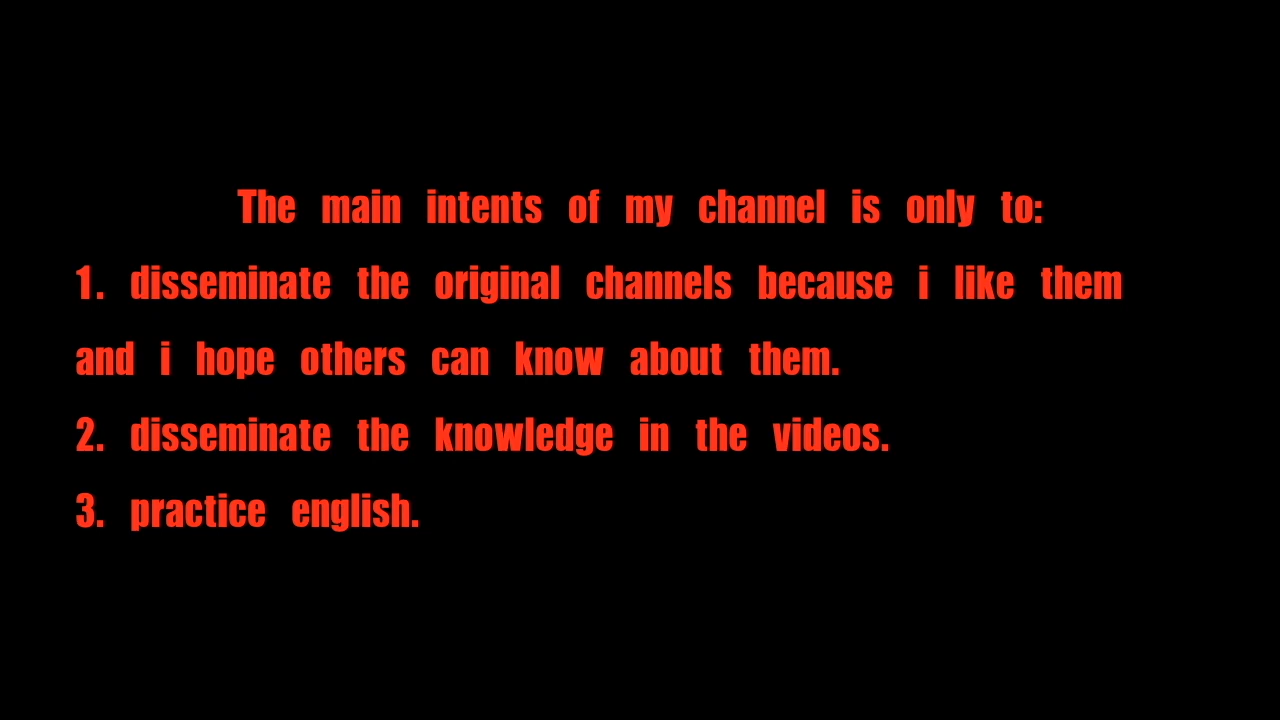 The main intents of my channel is only to:
1. disseminate the original channels because i like them
and i hope others can know about them.
2. disseminate the knowledge in the videos.
3. practice english.